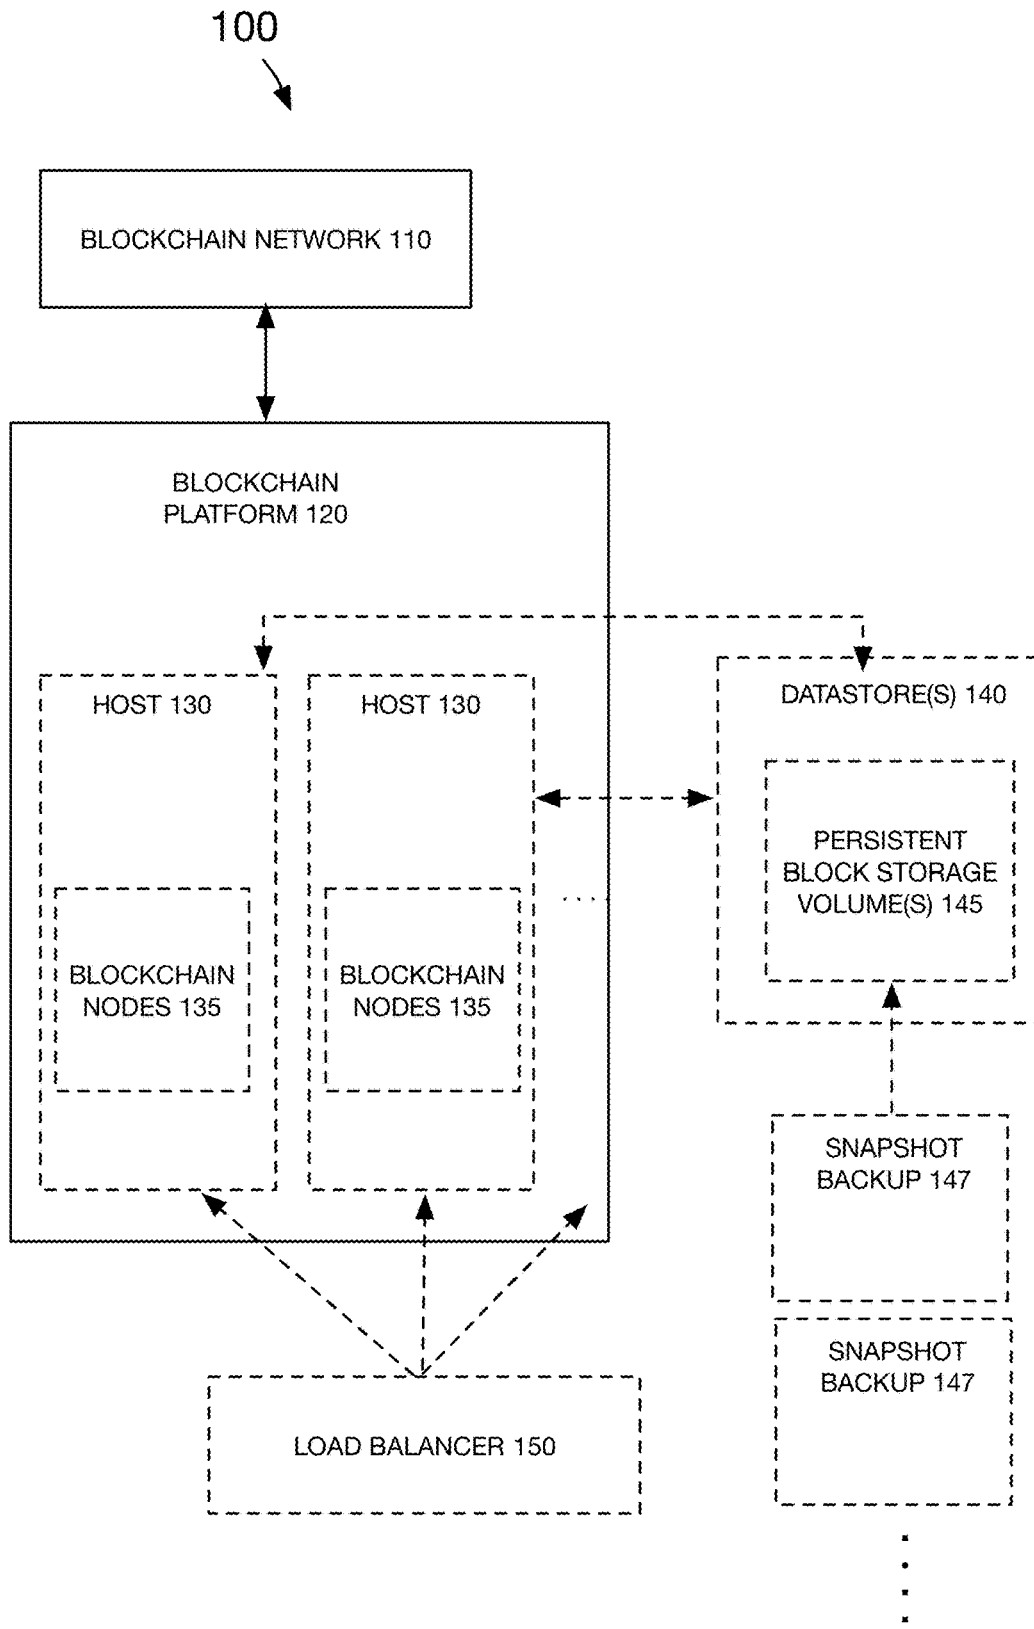 100
BLOCKCHAIN NETWORK 110
BLOCKCHAIN
PLATFORM 120
HOST 130
HOST 130
DATASTORE(S) 140
PERSISTENT
BLOCK STORAGE
VOLUME(S) 145
BLOCKCHAIN
NODES 135
BLOCKCHAIN
NODES 135
SNAPSHOT
BACKUP 147
SNAPSHOT
BACKUP 147
LOAD BALANCER 150